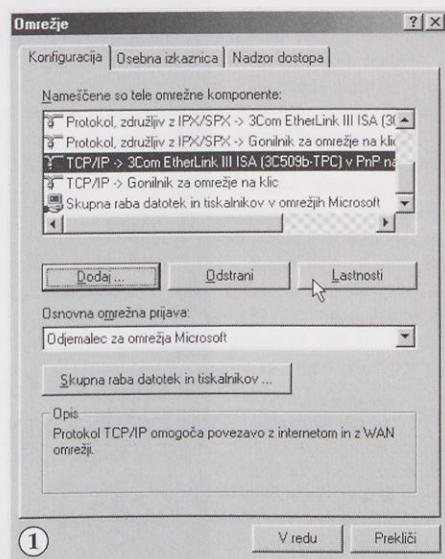 Omrežje
Konfiguracija Osebna izkaznica Nadzor dostopa
Nameščene so tele omrežne komponente:
Protokol, združljiv z IPX/SPX -> 3Com EtherLink III ISA (3C
Protokol, združljiv z IPX/SPX -> Gonilnik za omrežje na klic
TCP/IP -> 3Com EtherLink III ISA (3C509b-TPC) v PnP na
TCP/IP -> Gonilnik za omrežje na klic
Skupna raba datotek in tiskalnikov v omrežjih Microsoft
Dodaj ... Odstrani Lastnosti
Osnovna omrežna prijava:
Odjemalec za omrežja Microsoft
Skupna raba datotek in tiskalnikov ...
Opis
Protokol TCP/IP omogoča povezavo z internetom in z WAN
omrežji.
1 V redu Prekliči